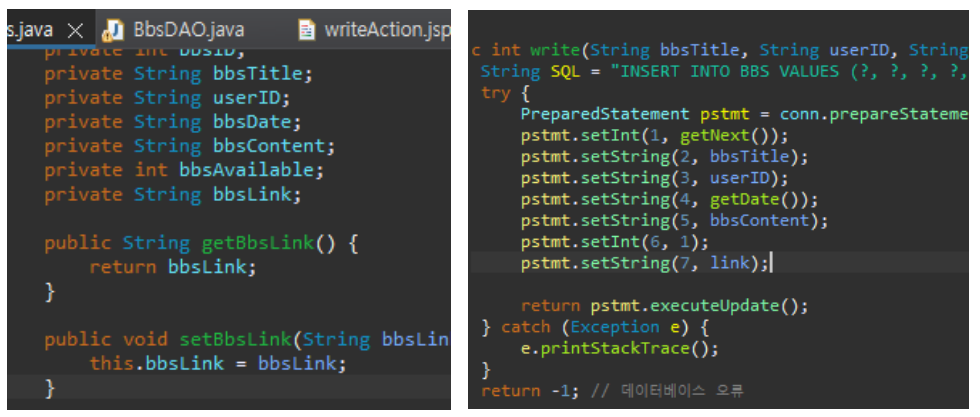 s.java × BbsDAO.java writeAction.jsp
private int bbsID;
private String bbsTitle;
private String userID;
private String bbsDate;
private String bbsContent;
private int bbsAvailable;
private String bbsLink;
public String getBbsLink() {
return bbsLink;
}
public void setBbsLink(String bbsLin
this.bbsLink = bbsLink;
}
c int write(String bbsTitle, String userID, String
String SQL = "INSERT INTO BBS VALUES (?, ?, ?, ?,
try {
PreparedStatement pstmt = conn.prepareStateme
pstmt.setInt(1, getNext());
pstmt.setString(2, bbsTitle);
pstmt.setString(3, userID);
pstmt.setString(4, getDate());
pstmt.setString(5, bbsContent);
pstmt.setInt(6, 1);
pstmt.setString(7, link);
return pstmt.executeUpdate();
} catch (Exception e) {
e.printStackTrace();
}
return -1; // 데이터베이스 오류